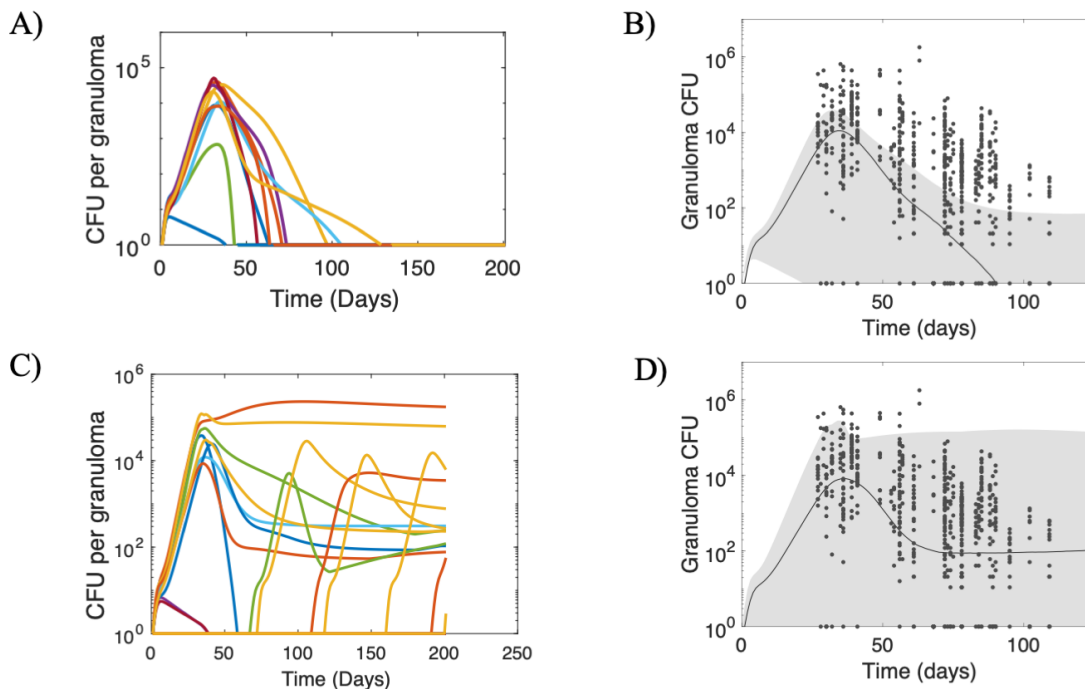 A)
CFU per granuloma
10^5
10^0
0 50 100 150 200
Time (Days)
B)
Granuloma CFU
10^6
10^4
10^2
10^0
0 50 100
Time (days)
C)
CFU per granuloma
10^6
10^4
10^2
10^0
0 50 100 150 200 250
Time (Days)
D)
Granuloma CFU
10^6
10^4
10^2
10^0
0 50 100
Time (days)